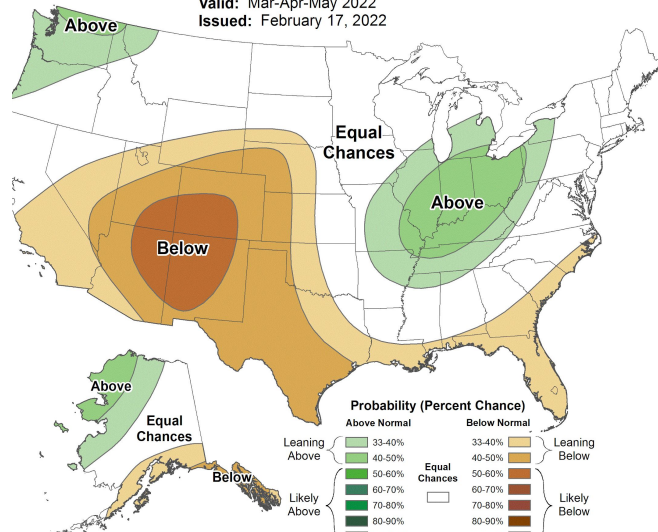 Valid: Mar-Apr-May 2022
Issued: February 17, 2022
Above
Equal
Chances
Above
Below
Above
Equal
Chances
Below
Probability (Percent Chance)
Above Normal
Below Normal
Leaning
Above
33-40%
40-50%
Likely
Above
50-60%
60-70%
70-80%
80-90%
Equal
Chances
33-40%
40-50%
Leaning
Below
50-60%
60-70%
70-80%
80-90%
Likely
Below